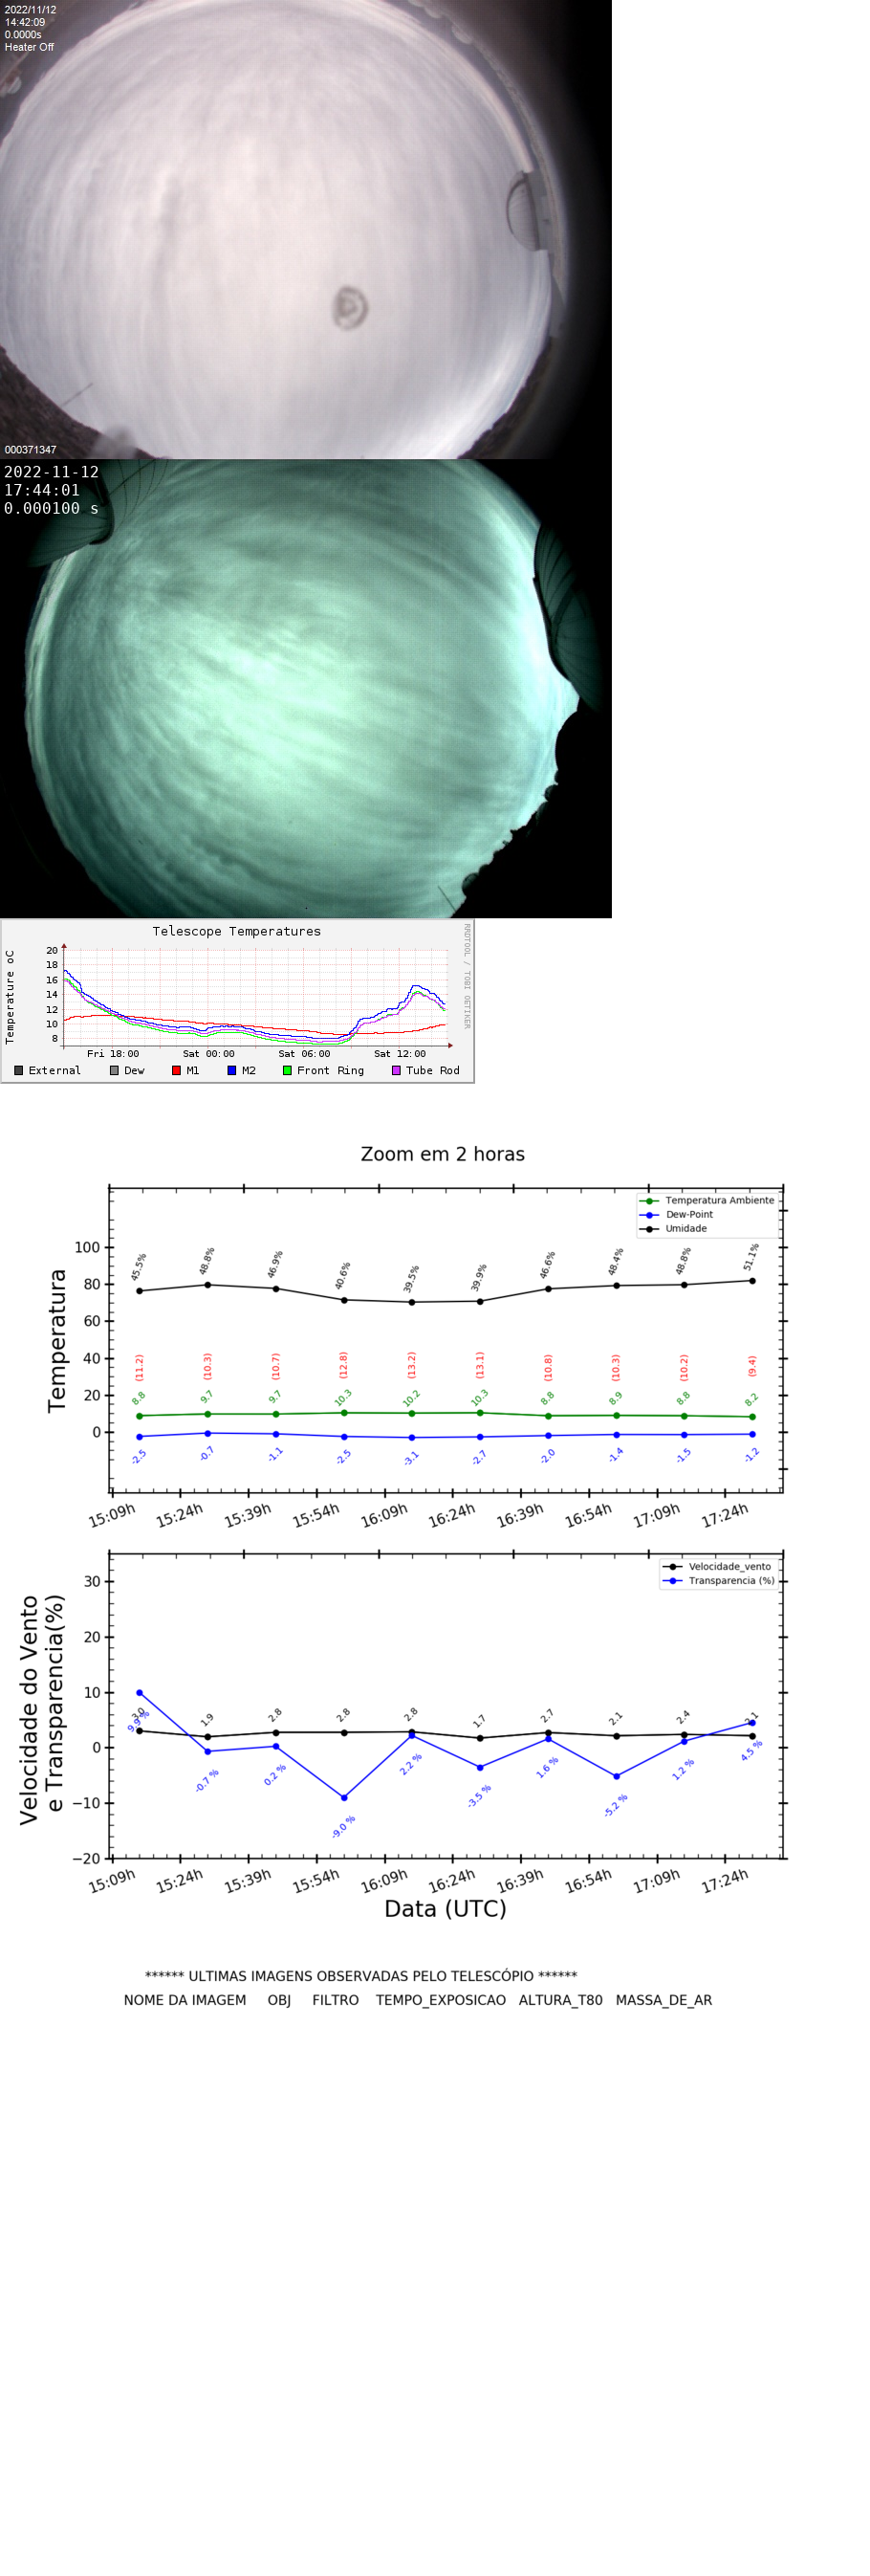 2022/11/12
14:42:09
0.0000s
Heater Off
000371347
2022-11-12
17:44:01
0.000100 s
Telescope Temperatures
RRDTOOL / TOBI OETIKER
Temperature oC
20
18
16
14
12
10
8
Fri 18:00 Sat 00:00 Sat 06:00 Sat 12:00
External Dew M1 M2 Front Ring Tube Rod
Zoom em 2 horas
Temperatura Ambiente
Dew-Point
Umidade
Temperatura
100
80
60
40
20
0
45.5% 48.8% 46.9% 40.6% 39.5% 39.9% 46.6% 48.4% 48.8% 51.1%
(11.2) (10.3) (10.7) (12.8) (13.2) (13.1) (10.8) (10.3) (10.2) (9.4)
8.8 9.7 9.7 10.3 10.2 10.3 8.8 8.9 8.8 8.2
-2.5 -0.7 -1.1 -2.5 -3.1 -2.7 -2.0 -1.4 -1.5 -1.2
15:09h 15:24h 15:39h 15:54h 16:09h 16:24h 16:39h 16:54h 17:09h 17:24h
Velocidade_vento
Transparencia (%)
Velocidade do Vento
e Transparencia(%)
30
20
10
0
−10
−20
3.0 1.9 2.8 2.8 2.8 1.7 2.7 2.1 2.4 2.1
-0.7 % 0.2 % -9.0 % 2.2 % -3.5 % 1.6 % -5.2 % 1.2 % 4.5 %
15:09h 15:24h 15:39h 15:54h 16:09h 16:24h 16:39h 16:54h 17:09h 17:24h
Data (UTC)
****** ULTIMAS IMAGENS OBSERVADAS PELO TELESCÓPIO ******
NOME DA IMAGEM OBJ FILTRO TEMPO_EXPOSICAO ALTURA_T80 MASSA_DE_AR